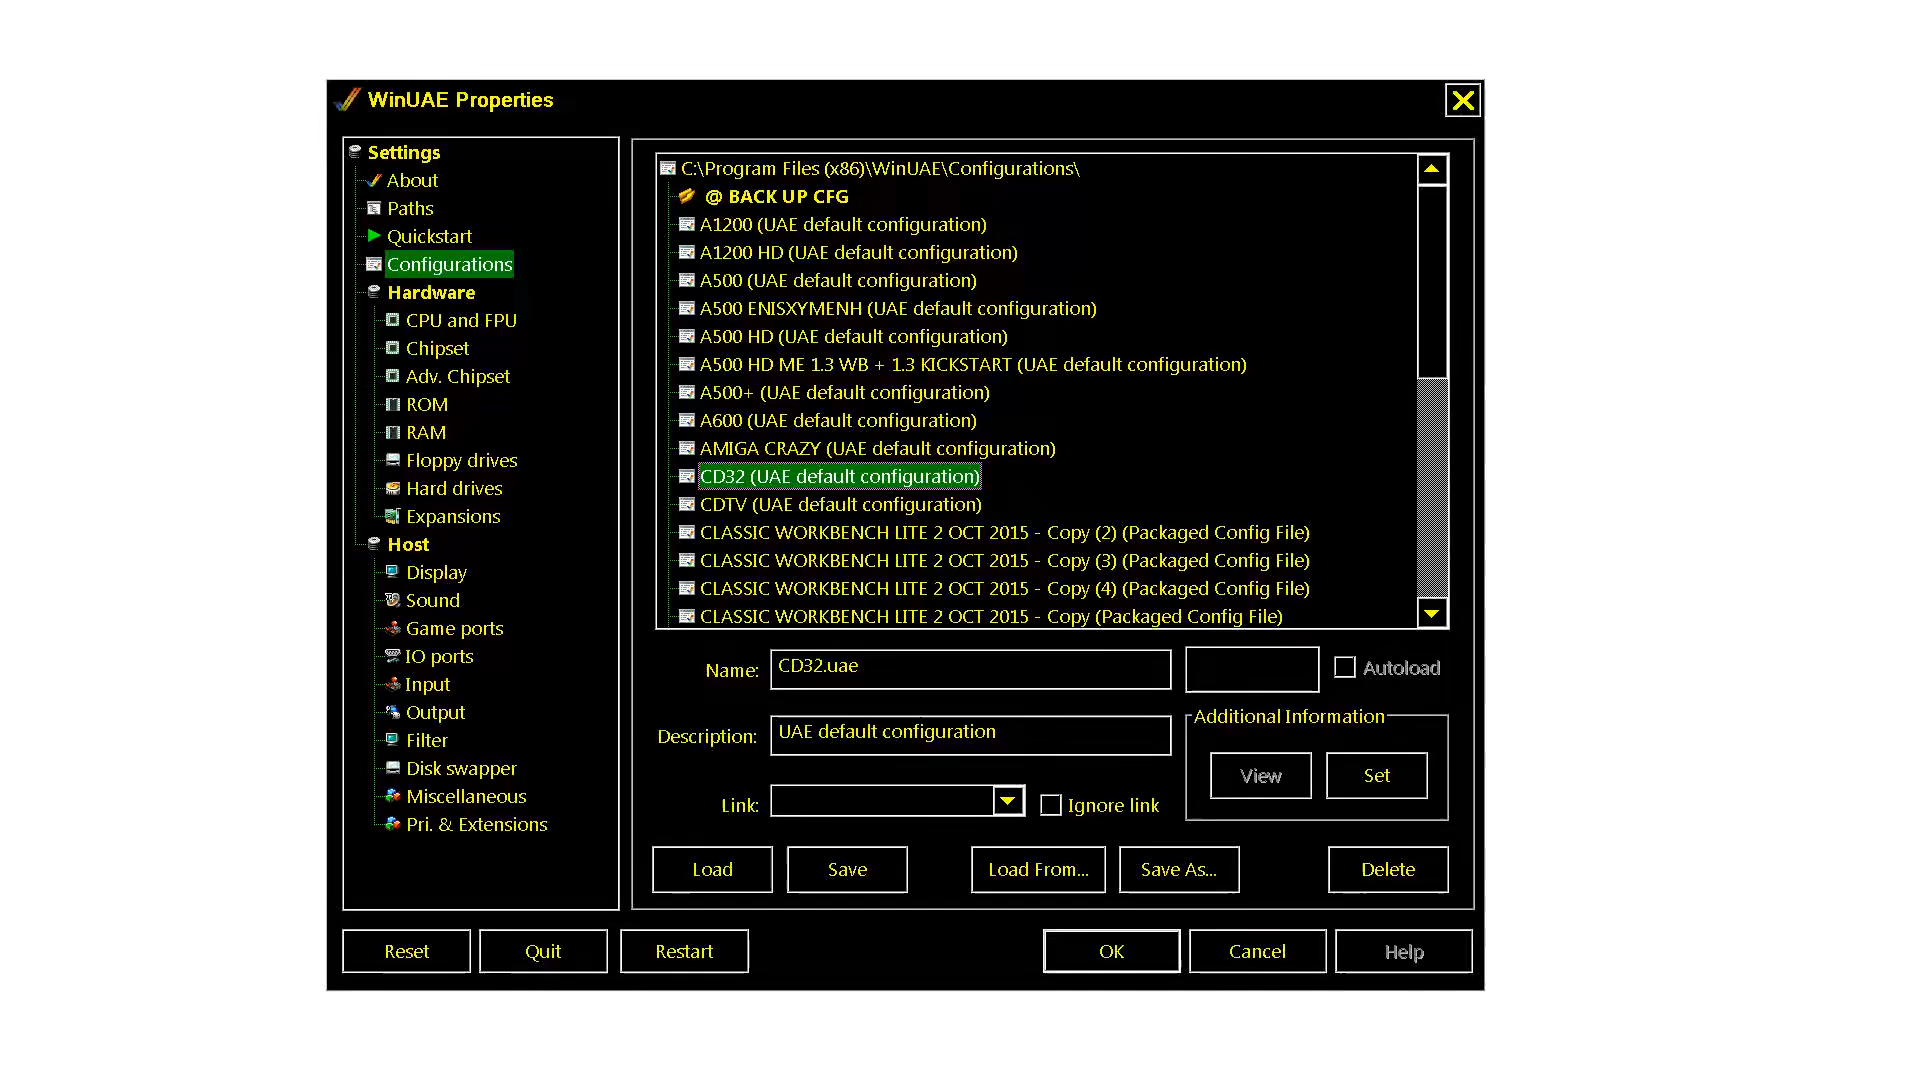 WinUAE Properties
Settings
About
Paths
Quickstart
Configurations
Hardware
CPU and FPU
Chipset
Adv. Chipset
ROM
RAM
Floppy drives
Hard drives
Expansions
Host
Display
Sound
Game ports
IO ports
Input
Output
Filter
Disk swapper
Miscellaneous
Pri. & Extensions
C:\Program Files (x86)\WinUAE\Configurations\
@ BACK UP CFG
A1200 (UAE default configuration)
A1200 HD (UAE default configuration)
A500 (UAE default configuration)
A500 ENISXYMENH (UAE default configuration)
A500 HD (UAE default configuration)
A500 HD ME 1.3 WB + 1.3 KICKSTART (UAE default configuration)
A500+ (UAE default configuration)
A600 (UAE default configuration)
AMIGA CRAZY (UAE default configuration)
CD32 (UAE default configuration)
CDTV (UAE default configuration)
CLASSIC WORKBENCH LITE 2 OCT 2015 - Copy (2) (Packaged Config File)
CLASSIC WORKBENCH LITE 2 OCT 2015 - Copy (3) (Packaged Config File)
CLASSIC WORKBENCH LITE 2 OCT 2015 - Copy (4) (Packaged Config File)
CLASSIC WORKBENCH LITE 2 OCT 2015 - Copy (Packaged Config File)
Name: CD32.uae
Autoload
Description: UAE default configuration
Additional Information
View Set
Link: Ignore link
Load Save Load From... Save As... Delete
Reset Quit Restart OK Cancel Help